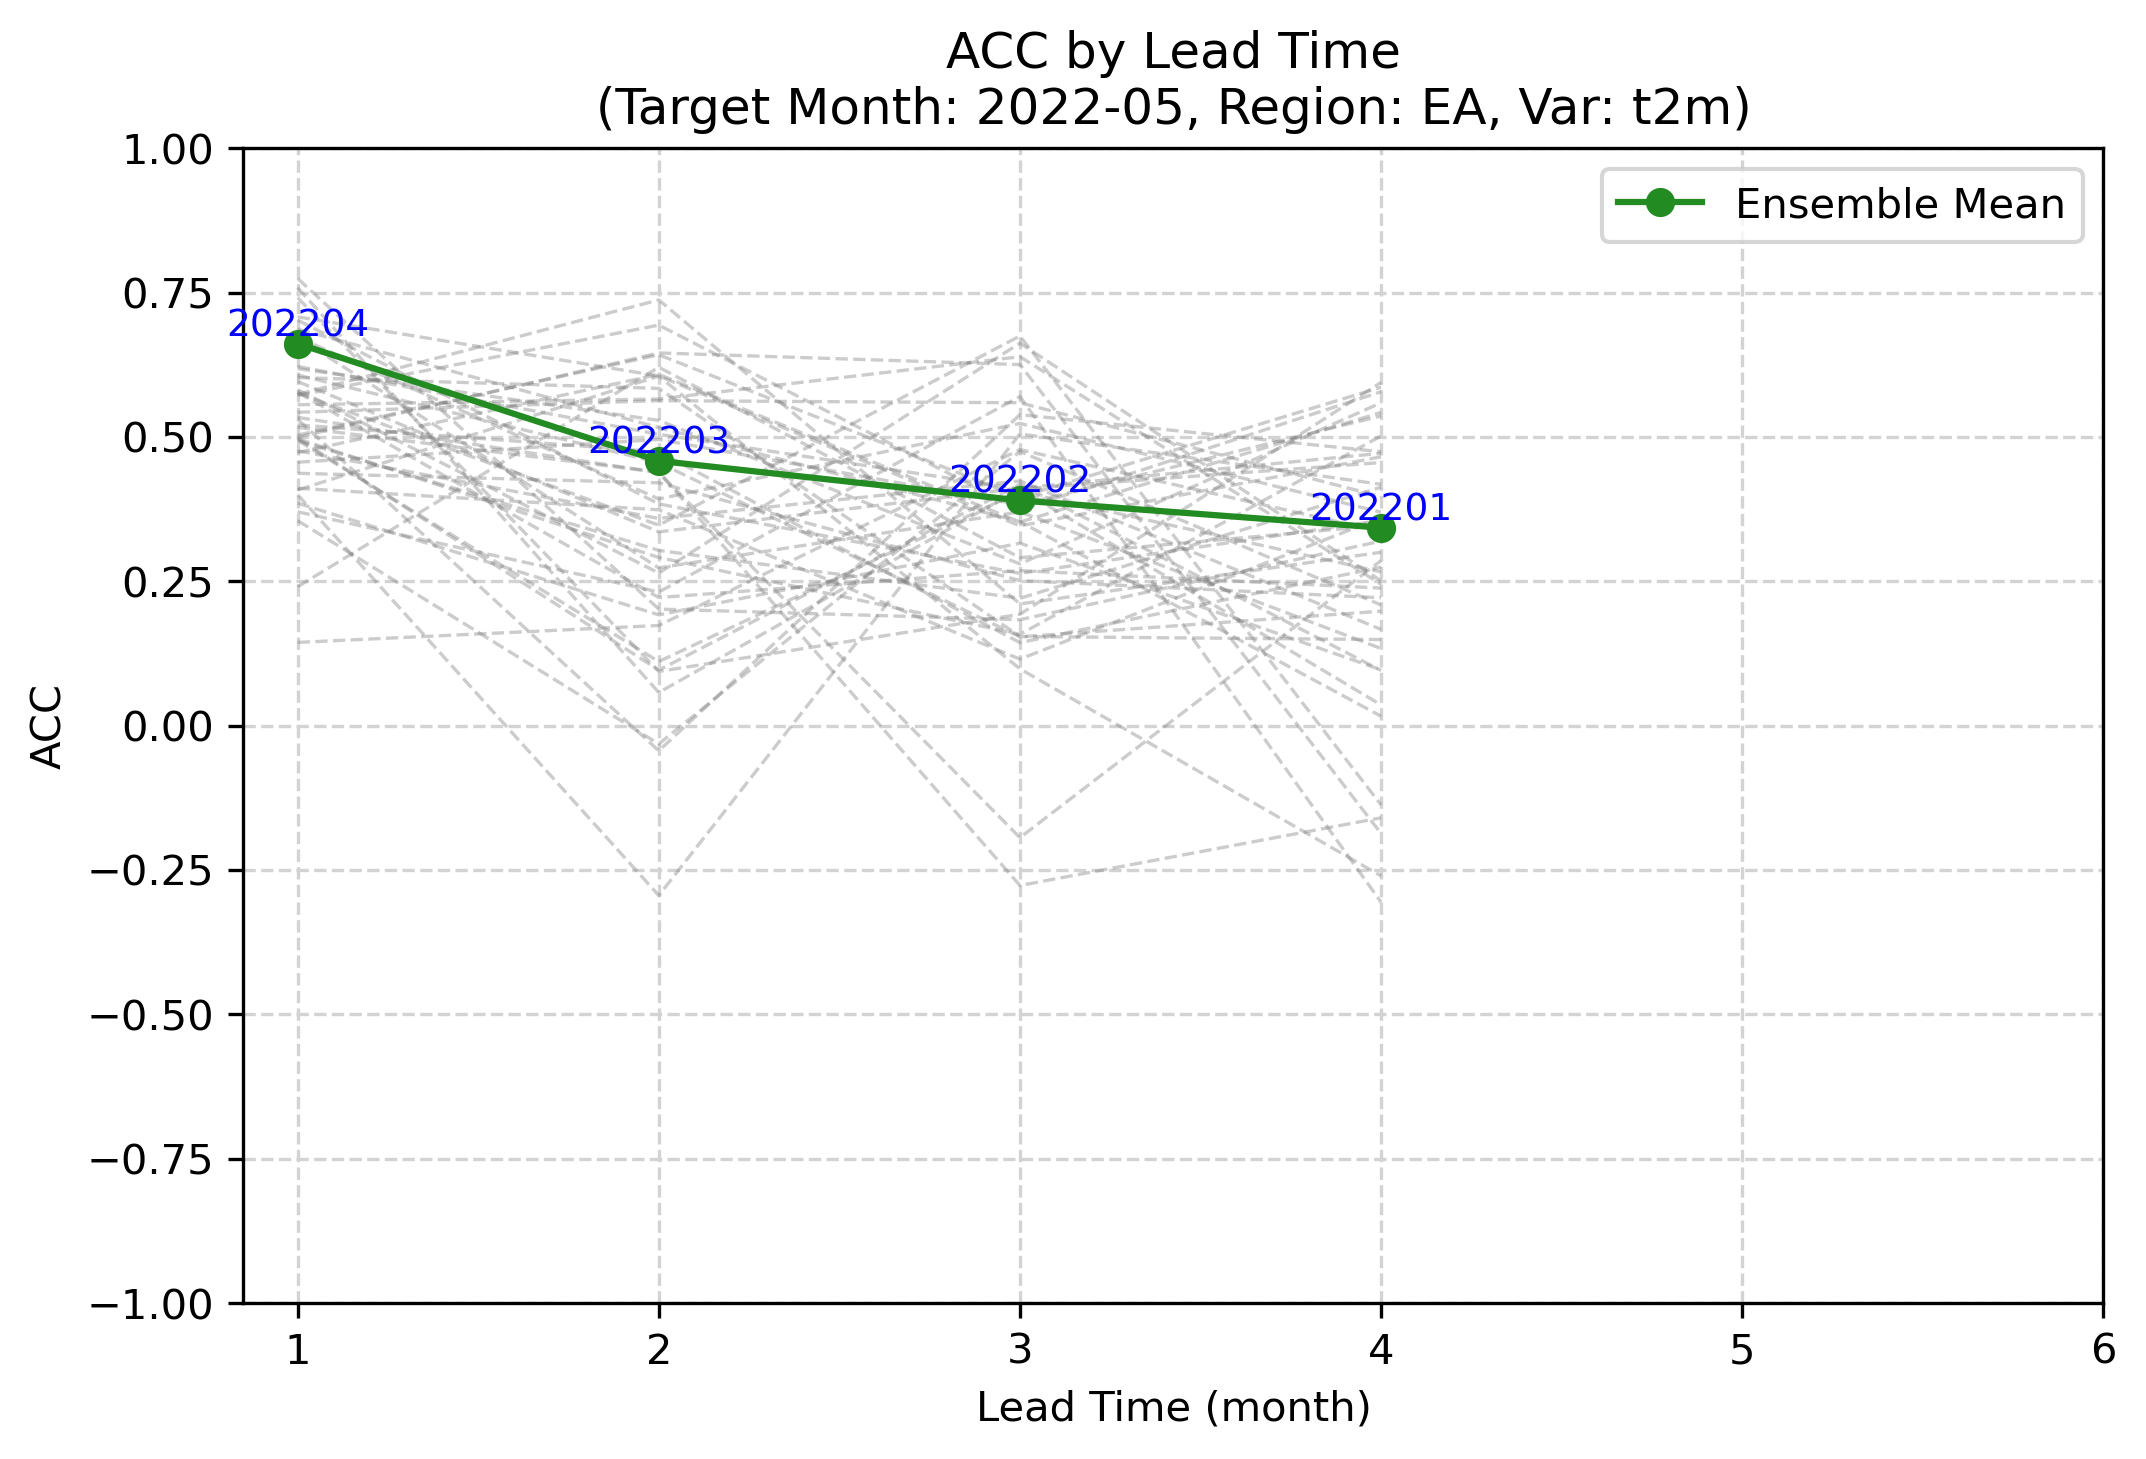 ACC by Lead Time
(Target Month: 2022-05, Region: EA, Var: t2m)
1.00
Ensemble Mean
0.75
202204
0.50
202203
202202
202201
0.25
0.00
ACC
−0.25
−0.50
−0.75
−1.00
1 2 3 4 5 6
Lead Time (month)